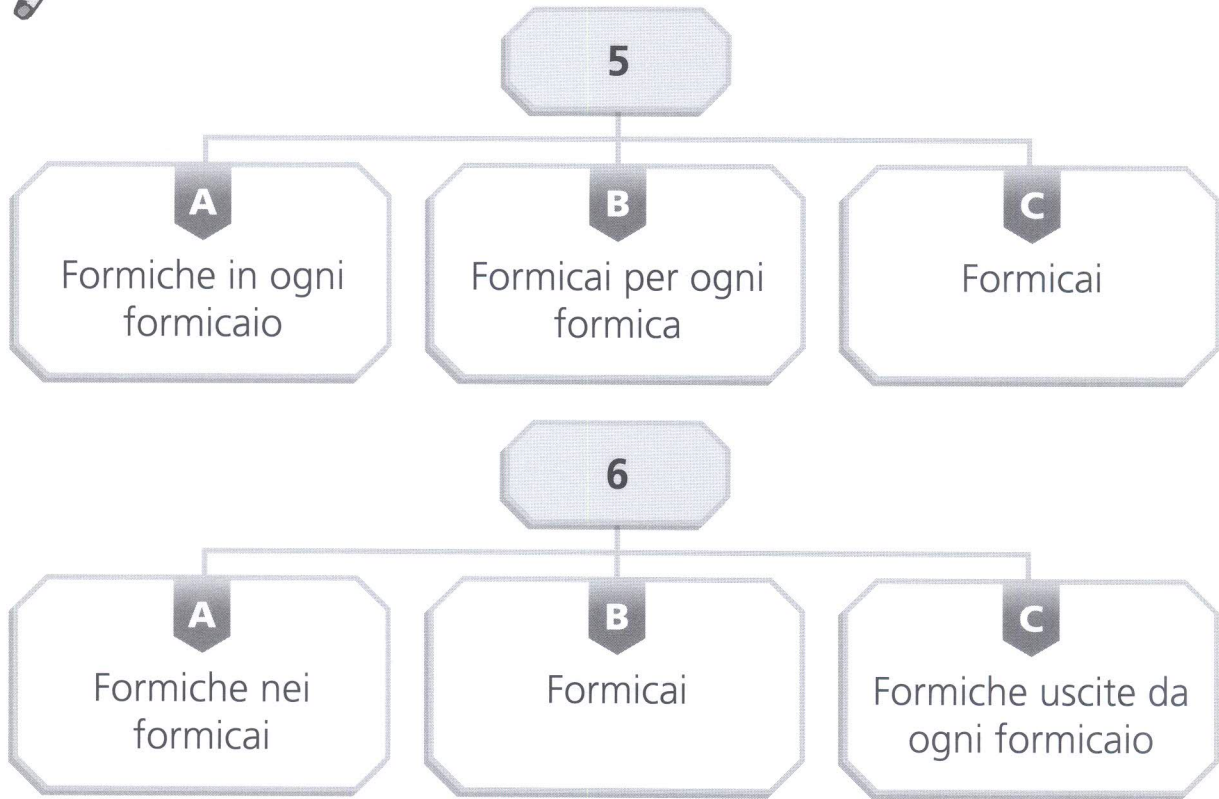 5
A
Formiche in ogni
formicaio
B
Formicai per ogni
formica
C
Formicai
6
A
Formiche nei
formicai
B
Formicai
C
Formiche uscite da
ogni formicaio